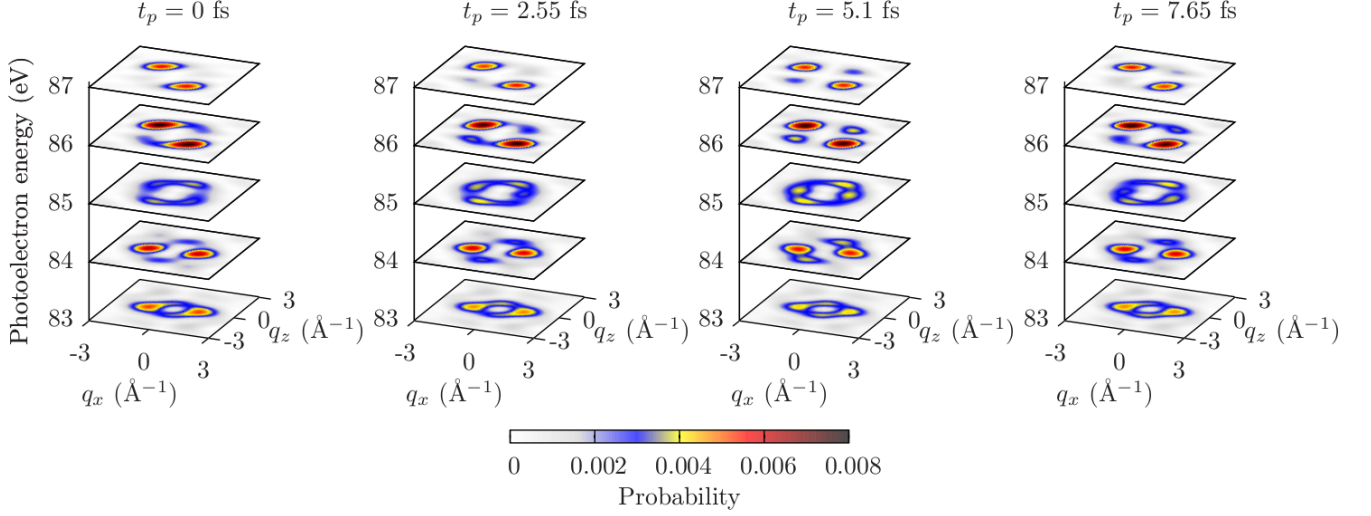 t_p = 0 fs
t_p = 2.55 fs
t_p = 5.1 fs
t_p = 7.65 fs
Photoelectron energy (eV)
87
86
85
84
83
-3
0
3
q_x (Å⁻¹)
-3
0
3
q_z (Å⁻¹)
87
86
85
84
83
-3
0
3
q_x (Å⁻¹)
-3
0
3
q_z (Å⁻¹)
87
86
85
84
83
-3
0
3
q_x (Å⁻¹)
-3
0
3
q_z (Å⁻¹)
87
86
85
84
83
-3
0
3
q_x (Å⁻¹)
-3
0
3
q_z (Å⁻¹)
0 0.002 0.004 0.006 0.008
Probability